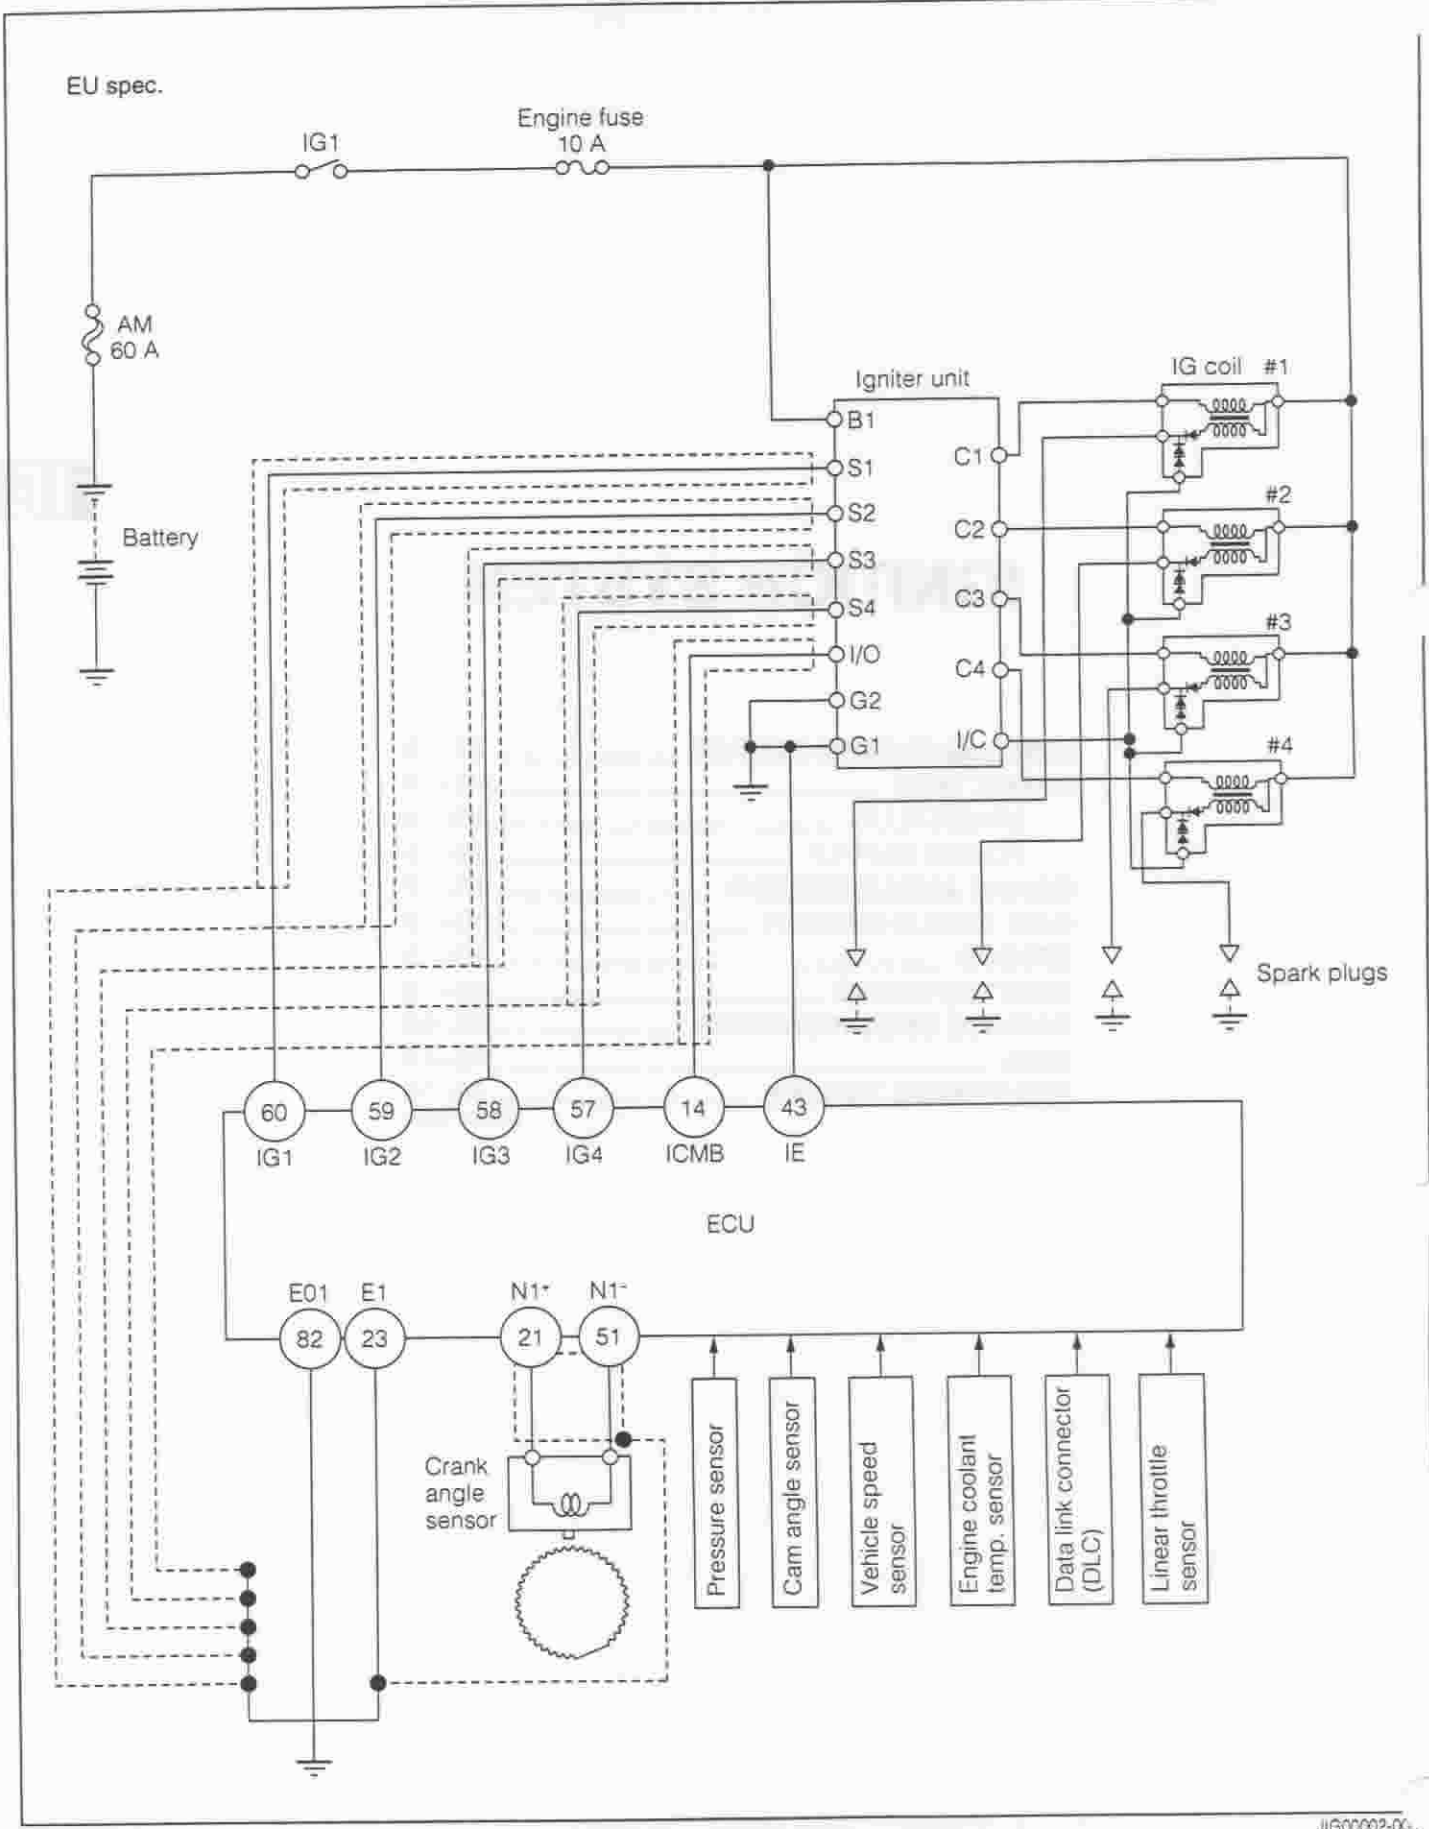 EU spec.
IG1
Engine fuse
10 A
AM
60 A
Battery
Igniter unit
IG coil #1
B1
S1
S2
S3
S4
I/O
G2
G1
C1
C2
C3
C4
I/C
#2
#3
#4
Spark plugs
60
59
58
57
14
43
IG1
IG2
IG3
IG4
ICMB
IE
ECU
E01
E1
N1+
N1-
82
23
21
51
Crank
angle
sensor
Pressure sensor
Cam angle sensor
Vehicle speed
sensor
Engine coolant
temp. sensor
Data link connector
(DLC)
Linear throttle
sensor